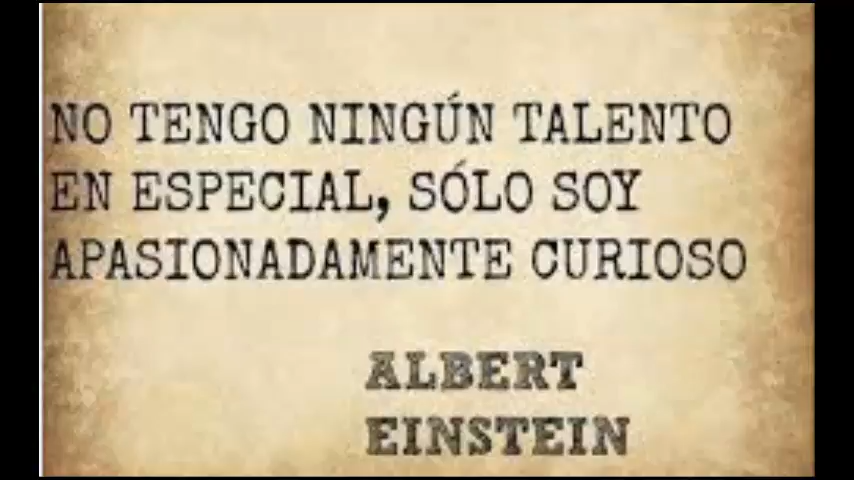 NO TENGO NINGÚN TALENTO
EN ESPECIAL, SÓLO SOY
APASIONADAMENTE CURIOSO
ALBERT
EINSTEIN